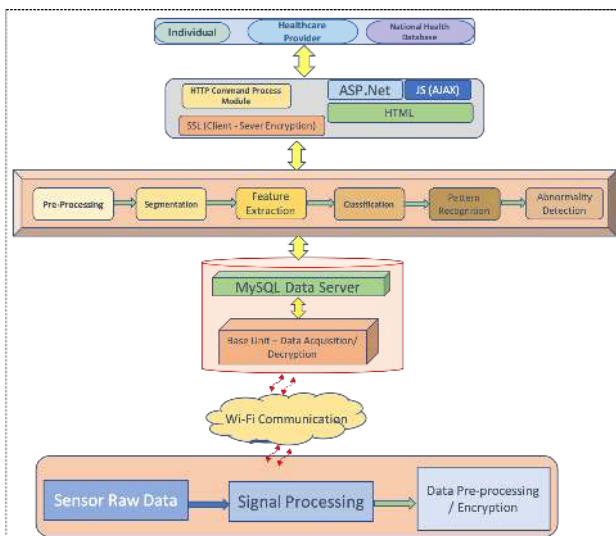 Individual
Healthcare
Provider
National Health
Database
HTTP Command Process
Module
ASP.Net
JS (AJAX)
HTML
SSL (Client - Sever Encryption)
Pre-Processing
Segmentation
Feature
Extraction
Classification
Pattern
Recognision
Abnormality
Detection
MySQL Data Server
Base Unit – Data Acquisition/
Decryption
Wi-Fi Communication
Sensor Raw Data
Signal Processing
Data Pre-processing
/ Encryption